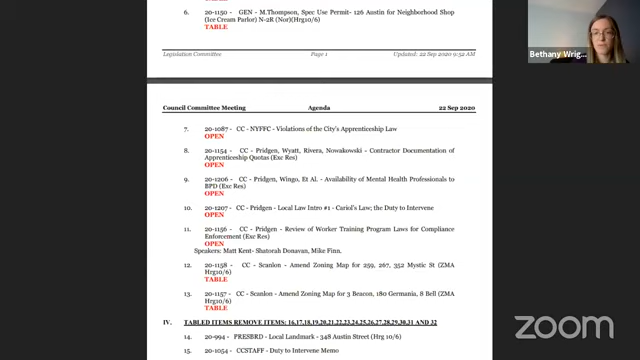 6. 20-1150 - GEN - M.Thompson, Spec Use Permit- 126 Austin for Neighborhood Shop
(Ice Cream Parlor) N-2R (Nor)(Hrg10/6)
TABLE
Legislation Committee Page 1 Updated: 22 Sep 2020 9:52 AM
Council Committee Meeting Agenda 22 Sep 2020
7. 20-1087 - CC - NYFFC - Violations of the City's Apprenticeship Law
OPEN
8. 20-1154 - CC - Pridgen, Wyatt, Rivera, Nowakowski - Contractor Documentation of
Apprenticeship Quotas (Exc Res)
OPEN
9. 20-1206 - CC - Pridgen, Wingo, Et Al. - Availability of Mental Health Professionals to
BPD (Exc Res)
OPEN
10. 20-1207 - CC - Pridgen - Local Law Intro #1 - Cariol's Law; the Duty to Intervene
OPEN
11. 20-1156 - CC - Pridgen - Review of Worker Training Program Laws for Compliance
Enforcement (Exc Res)
OPEN
Speakers: Matt Kent- Shatorah Donavan, Mike Finn,
12. 20-1158 - CC - Scanlon - Amend Zoning Map for 259, 267, 352 Mystic St (ZMA
Hrg10/6)
TABLE
13. 20-1157 - CC - Scanlon - Amend Zoning Map for 3 Beacon, 180 Germania, 8 Bell (ZMA
Hrg10/6)
TABLE
IV. TABLED ITEMS REMOVE ITEMS: 16,17,18,19,20,21,22,23,24,25,26,27,28,29,30,31 AND 32
14. 20-994 - PRESBRD - Local Landmark - 348 Austin Street (Hrg 10/6)
15. 20-1054 - CCSTAFF - Duty to Intervene Memo
Bethany Wrig...
zoom